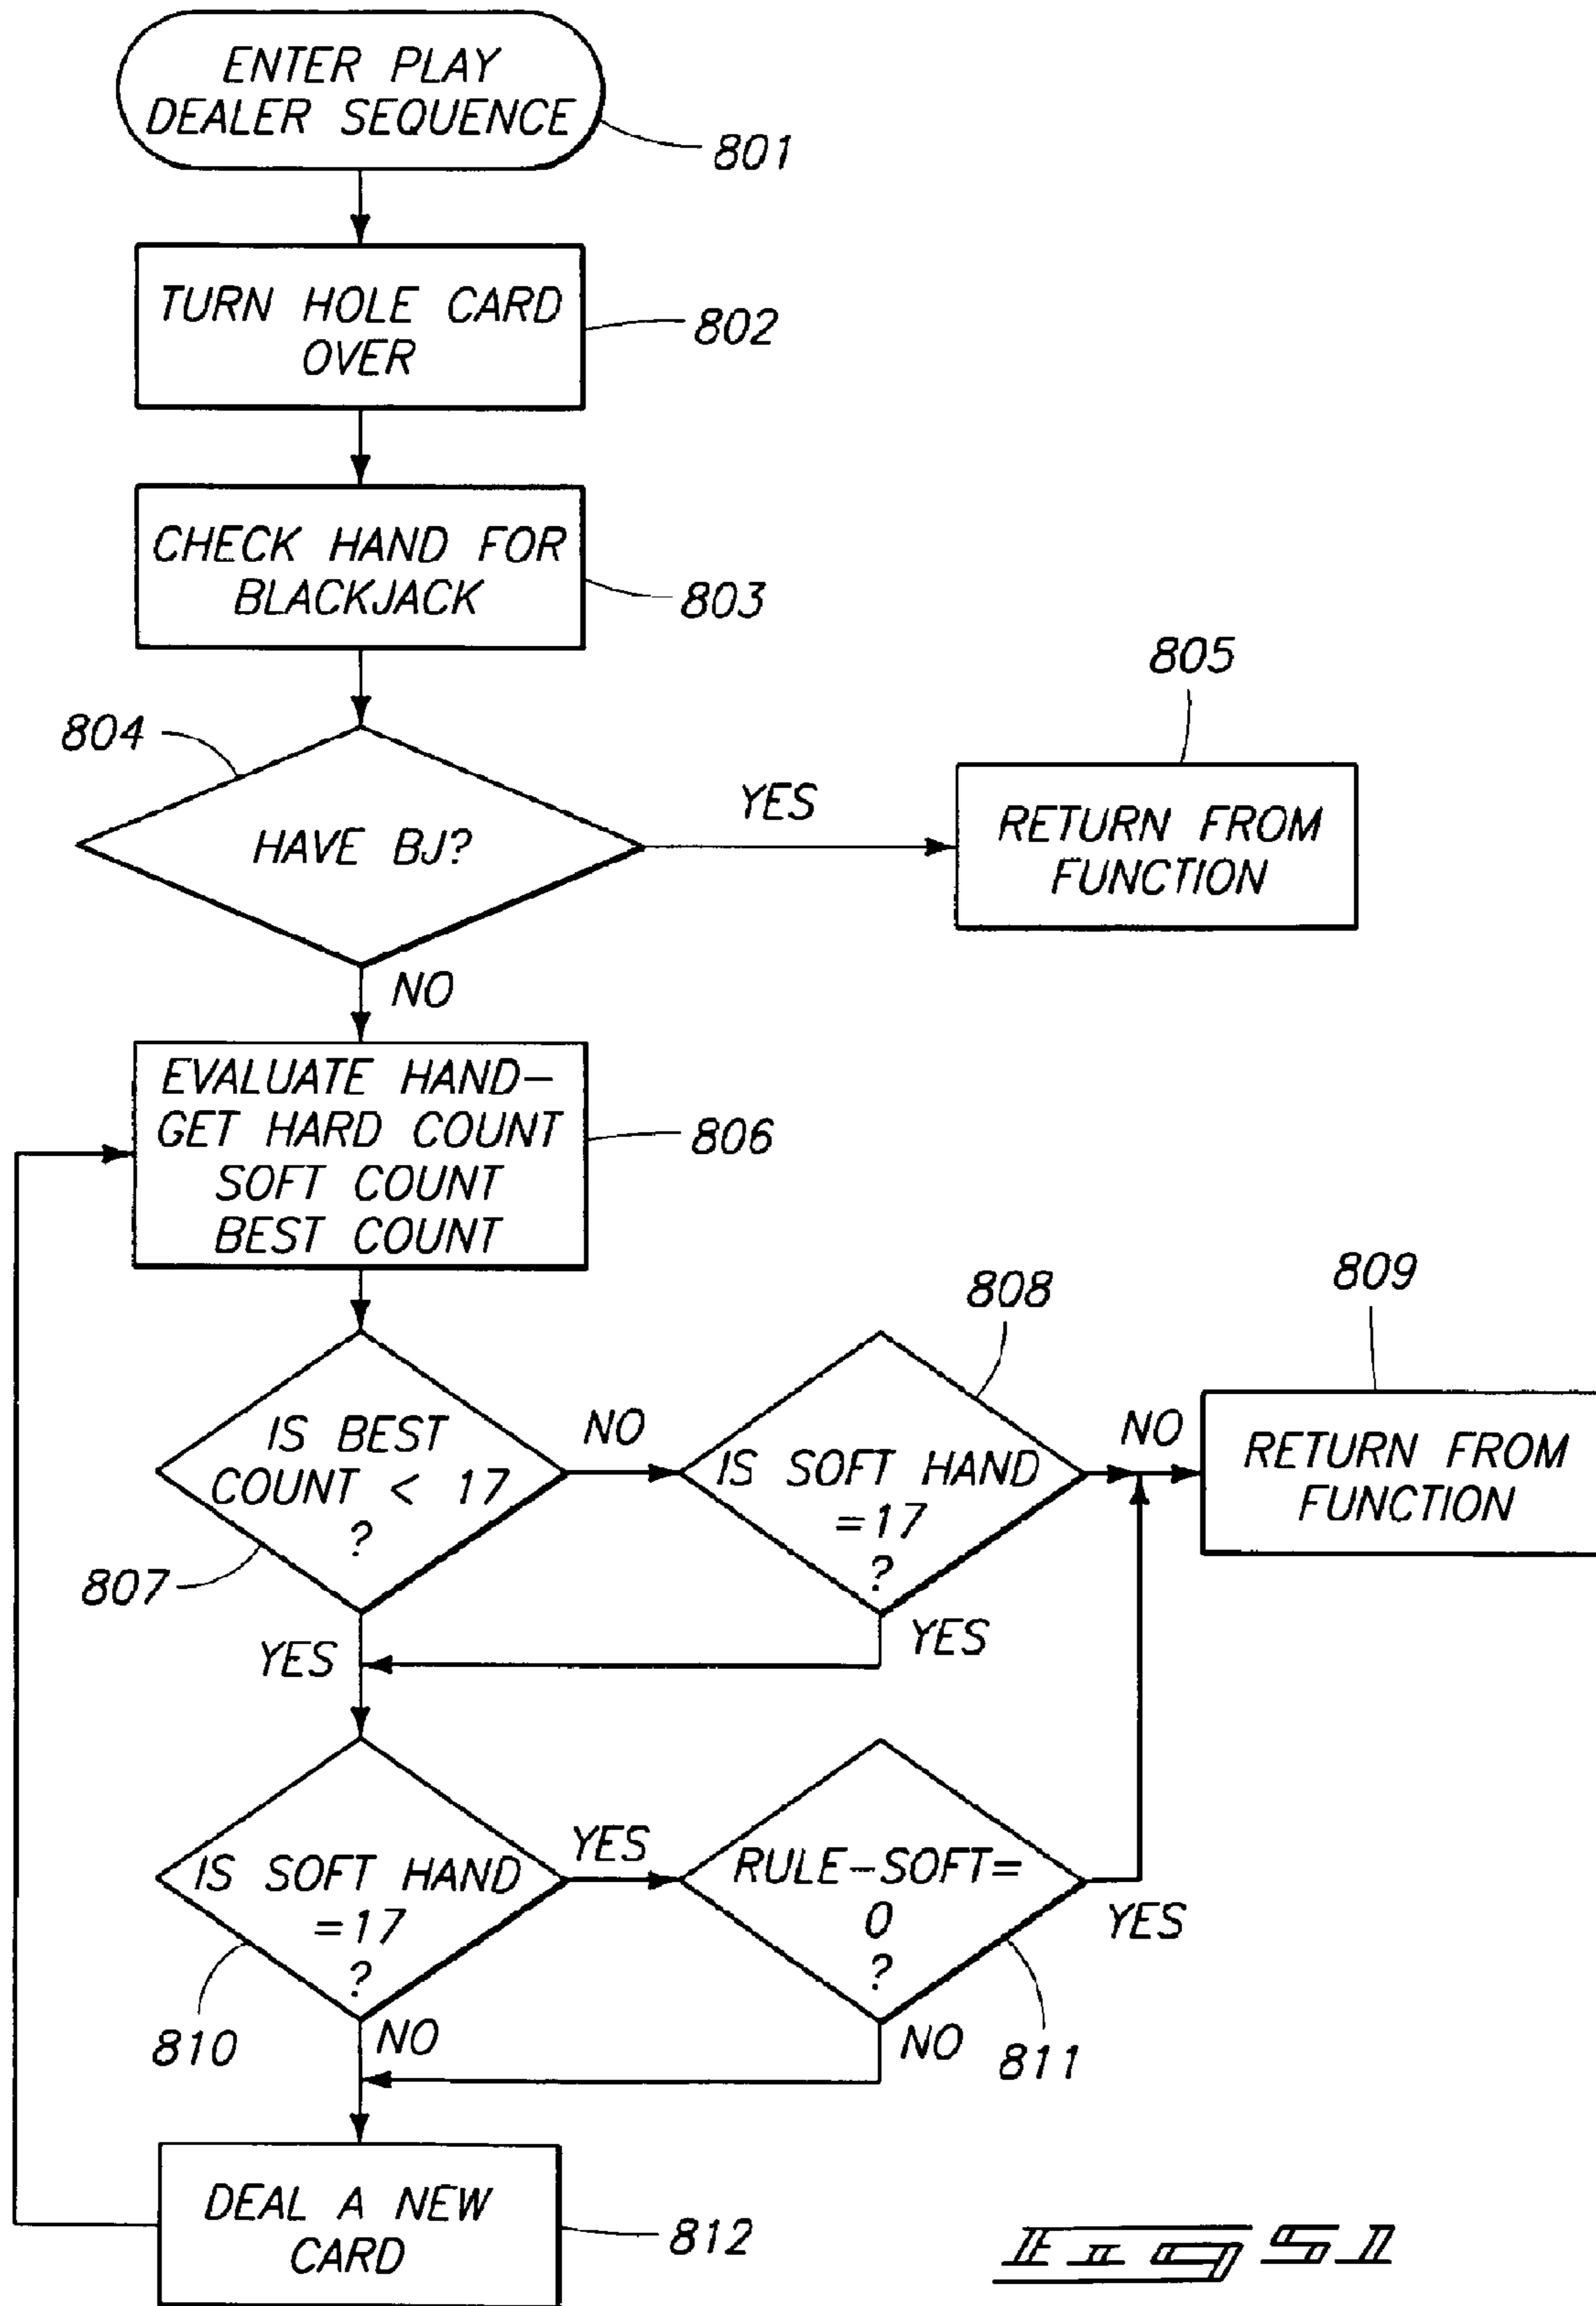 ENTER PLAY
DEALER SEQUENCE
801
TURN HOLE CARD
OVER
802
CHECK HAND FOR
BLACKJACK
803
804
HAVE BJ?
YES
805
RETURN FROM
FUNCTION
NO
EVALUATE HAND-
GET HARD COUNT
SOFT COUNT
BEST COUNT
806
IS BEST
COUNT < 17
?
807
NO
808
IS SOFT HAND
=17
?
NO
809
RETURN FROM
FUNCTION
YES
YES
IS SOFT HAND
=17
?
810
YES
RULE-SOFT=
0
?
811
YES
NO
NO
DEAL A NEW
CARD
812
Fig 51